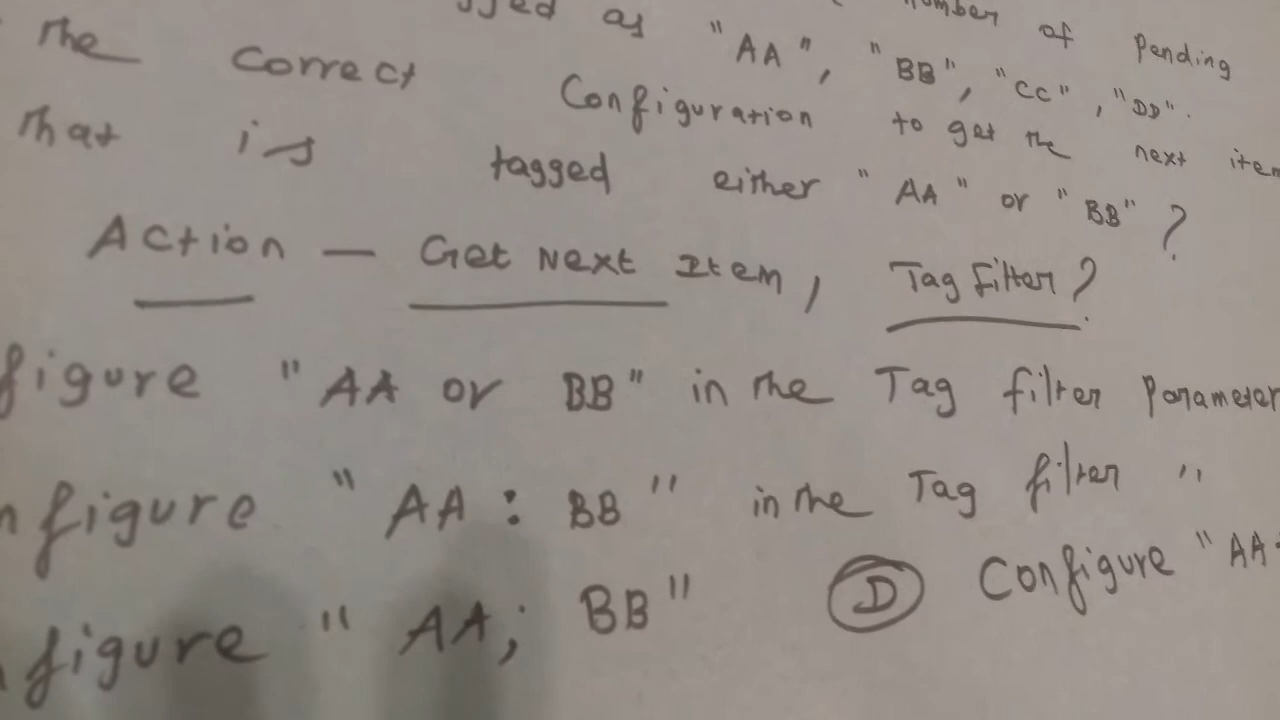 as number of Pending
"AA", "BB", "CC", "DD".
The Correct Configuration to get the next item
That is tagged either "AA" or "BB"?
Action — Get Next Item, Tag Filter?
figure "AA or BB" in the Tag filter Parameter
nfigure "AA : BB" in the Tag filter "
figure "AA; BB" D Configure "AA